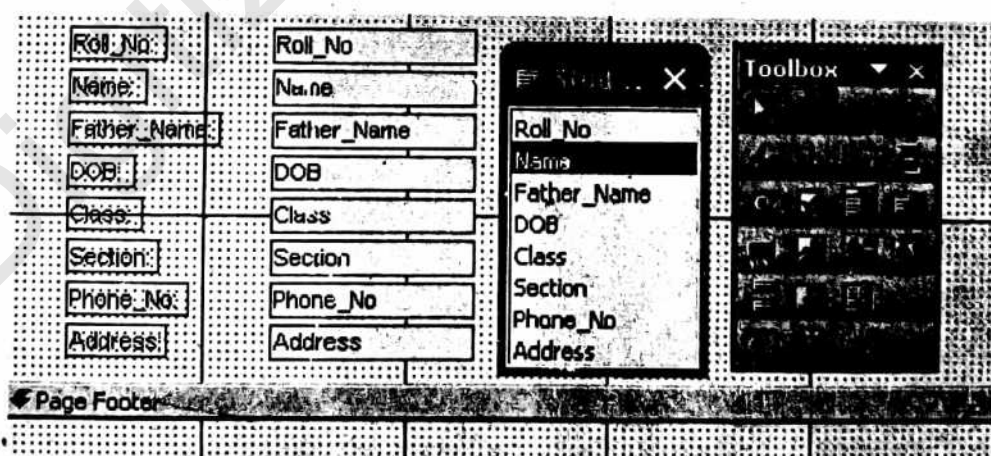 Roll_No: Roll_No
Name: Name
Father_Name: Father_Name
DOB: DOB
Class: Class
Section: Section
Phone_No: Phone_No
Address: Address
Stud... 
Roll_No
Name
Father_Name
DOB
Class
Section
Phone_No
Address
Toolbox
Page Footer